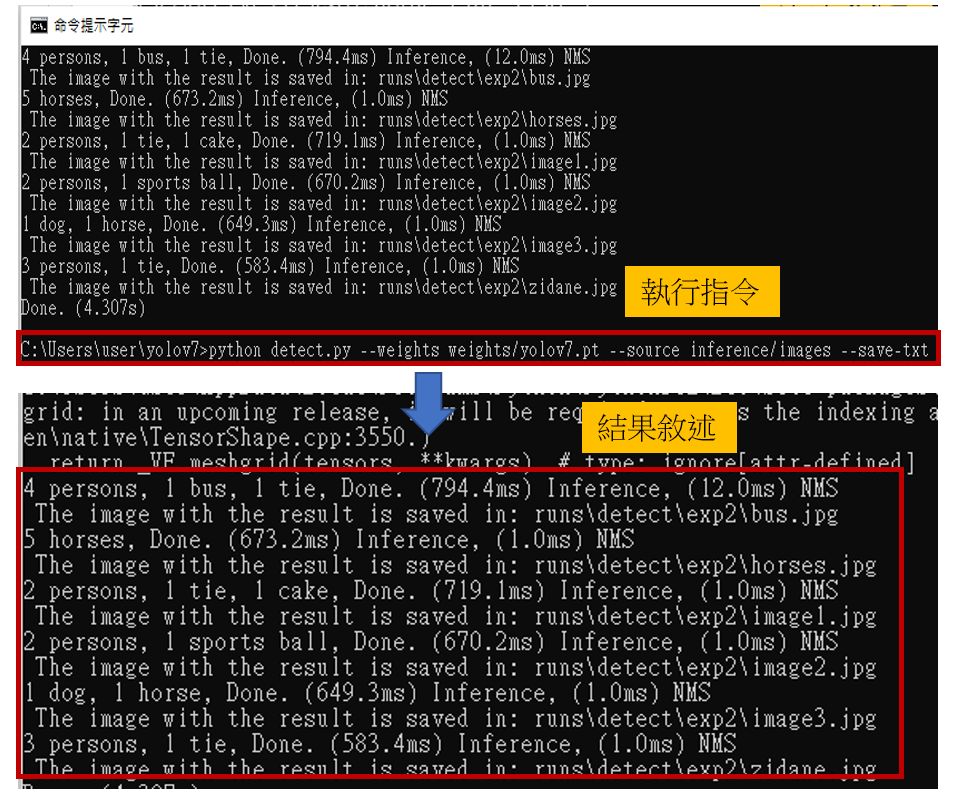 命令提示字元
4 persons, 1 bus, 1 tie, Done. (794.4ms) Inference, (12.0ms) NMS
The image with the result is saved in: runs\detect\exp2\bus.jpg
5 horses, Done. (673.2ms) Inference, (1.0ms) NMS
The image with the result is saved in: runs\detect\exp2\horses.jpg
2 persons, 1 tie, 1 cake, Done. (719.1ms) Inference, (1.0ms) NMS
The image with the result is saved in: runs\detect\exp2\image1.jpg
2 persons, 1 sports ball, Done. (670.2ms) Inference, (1.0ms) NMS
The image with the result is saved in: runs\detect\exp2\image2.jpg
1 dog, 1 horse, Done. (649.3ms) Inference, (1.0ms) NMS
The image with the result is saved in: runs\detect\exp2\image3.jpg
3 persons, 1 tie, Done. (583.4ms) Inference, (1.0ms) NMS
The image with the result is saved in: runs\detect\exp2\zidane.jpg
Done. (4.307s)
執行指令
C:\Users\user\yolov7>python detect.py --weights weights/yolov7.pt --source inference/images --save-txt
grid: in an upcoming release, will be the indexing a
結果敘述
en\native\TensorShape.cpp:3550.)
return _VF.meshgrid(tensors, **kwargs)  # type: ignore[attr-defined]
4 persons, 1 bus, 1 tie, Done. (794.4ms) Inference, (12.0ms) NMS
The image with the result is saved in: runs\detect\exp2\bus.jpg
5 horses, Done. (673.2ms) Inference, (1.0ms) NMS
The image with the result is saved in: runs\detect\exp2\horses.jpg
2 persons, 1 tie, 1 cake, Done. (719.1ms) Inference, (1.0ms) NMS
The image with the result is saved in: runs\detect\exp2\image1.jpg
2 persons, 1 sports ball, Done. (670.2ms) Inference, (1.0ms) NMS
The image with the result is saved in: runs\detect\exp2\image2.jpg
1 dog, 1 horse, Done. (649.3ms) Inference, (1.0ms) NMS
The image with the result is saved in: runs\detect\exp2\image3.jpg
3 persons, 1 tie, Done. (583.4ms) Inference, (1.0ms) NMS
The image with the result is saved in: runs\detect\exp2\zidane.jpg